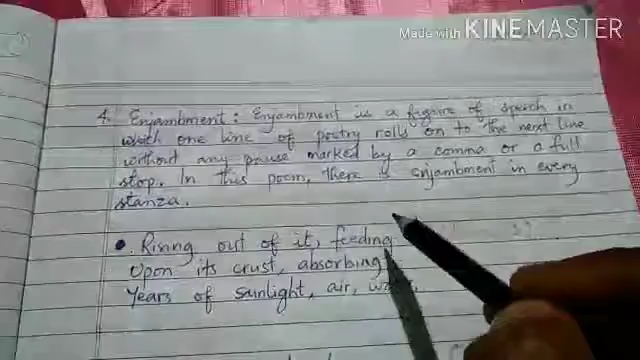 Made with KINEMASTER
4. Enjambment: Enjambment is a figure of speech in
which one line of poetry rolls on to the next line
without any pause marked by a comma or a full
stop. In this poem, there is enjambment in every
stanza.
• Rising out of it, feeding
Upon its crust, absorbing
Years of sunlight, air,